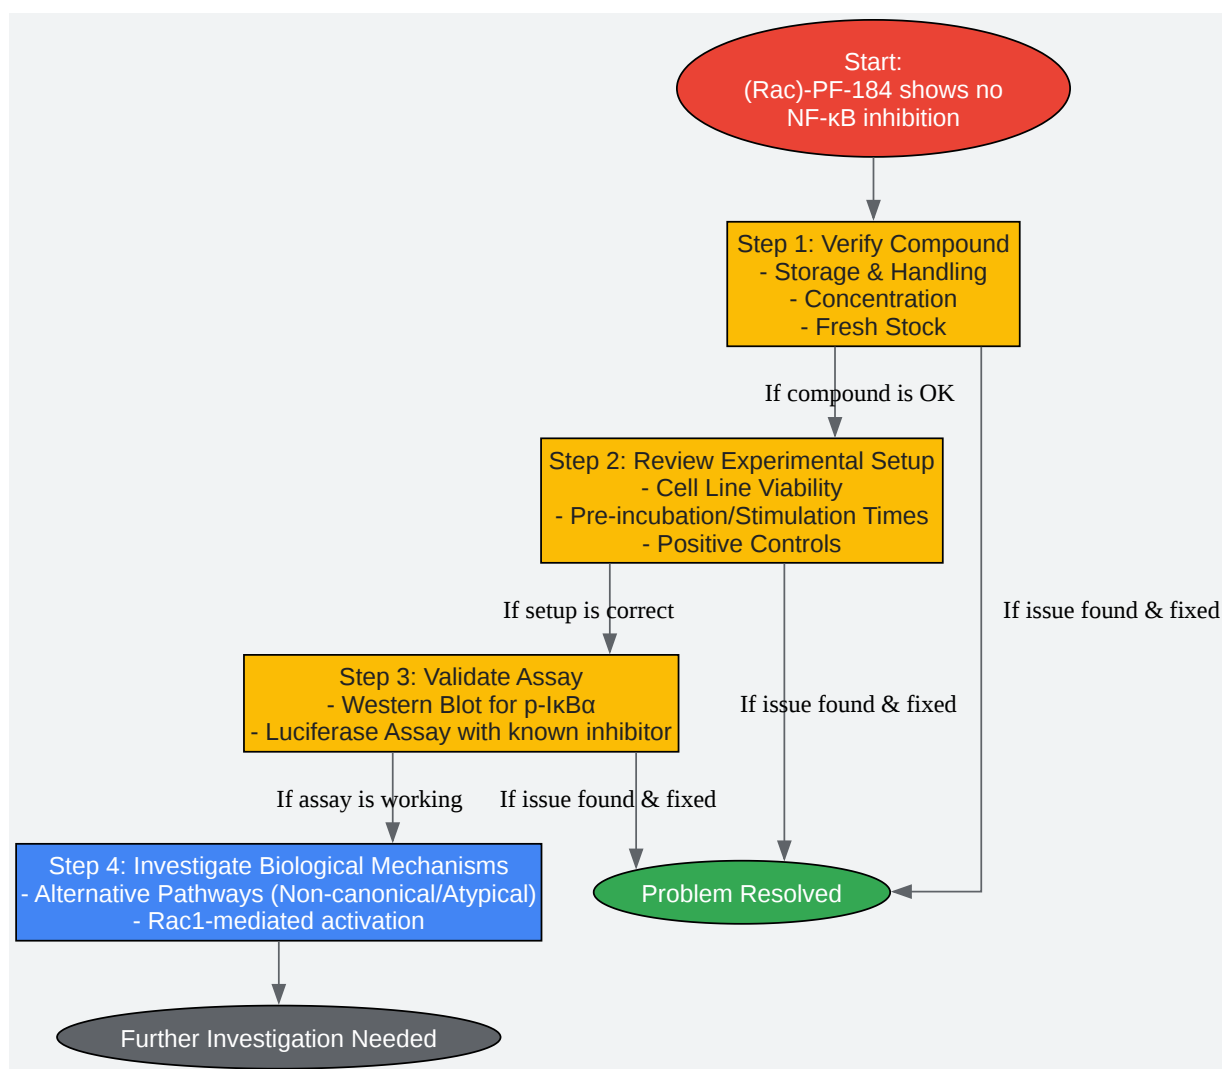 Start:
(Rac)-PF-184 shows no
NF-κB inhibition
Step 1: Verify Compound
- Storage & Handling
- Concentration
- Fresh Stock
If compound is OK
Step 2: Review Experimental Setup
- Cell Line Viability
- Pre-incubation/Stimulation Times
- Positive Controls
If setup is correct
If issue found & fixed
Step 3: Validate Assay
- Western Blot for p-IκBα
- Luciferase Assay with known inhibitor
If issue found & fixed
If assay is working
If issue found & fixed
Step 4: Investigate Biological Mechanisms
- Alternative Pathways (Non-canonical/Atypical)
- Rac1-mediated activation
Problem Resolved
Further Investigation Needed